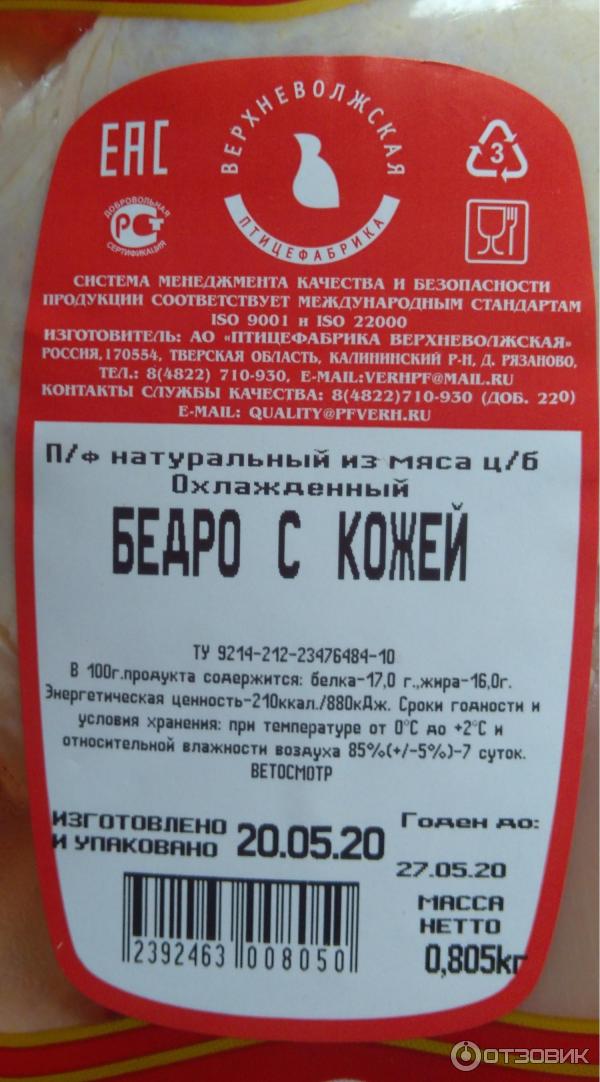 ЕАС
ВЕРХНЕВОЛЖСКАЯ
ПТИЦЕФАБРИКА
3
ДОБРОВОЛЬНАЯ
РСТ
СЕРТИФИКАЦИЯ
СИСТЕМА МЕНЕДЖМЕНТА КАЧЕСТВА И БЕЗОПАСНОСТИ
ПРОДУКЦИИ СООТВЕТСТВУЕТ МЕЖДУНАРОДНЫМ СТАНДАРТАМ
ISO 9001 и ISO 22000
ИЗГОТОВИТЕЛЬ: АО «ПТИЦЕФАБРИКА ВЕРХНЕВОЛЖСКАЯ»
РОССИЯ,170554, ТВЕРСКАЯ ОБЛАСТЬ, КАЛИНИНСКИЙ Р-Н, Д. РЯЗАНОВО,
ТЕЛ.: 8(4822) 710-930, E-MAIL:VERHPF@MAIL.RU
КОНТАКТЫ СЛУЖБЫ КАЧЕСТВА: 8(4822)710-930 (ДОБ. 220)
E-MAIL: QUALITY@PFVERH.RU
П/ф натуральный из мяса ц/б
Охлажденный
БЕДРО С КОЖЕЙ
ТУ 9214-212-23476484-10
В 100г.продукта содержится: белка-17,0 г.,жира-16,0г.
Энергетическая ценность-210ккал./880кДж. Сроки годности и
условия хранения: при температуре от 0°С до +2°С и
относительной влажности воздуха 85%(+/-5%)-7 суток.
ВЕТОСМОТР
ИЗГОТОВЛЕНО
И УПАКОВАНО 20.05.20
Годен до:
27.05.20
МАССА
НЕТТО
0,805кг
2392463 008050
ОТЗОВИК